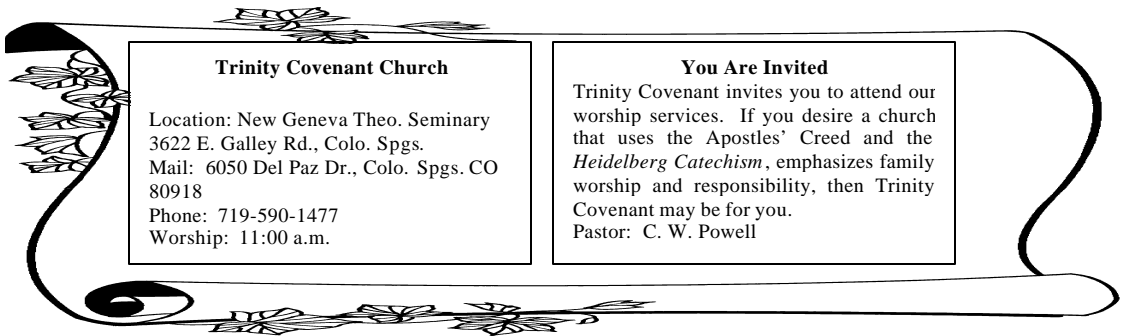 Trinity Covenant Church
Location: New Geneva Theo. Seminary
3622 E. Galley Rd., Colo. Spgs.
Mail: 6050 Del Paz Dr., Colo. Spgs. CO
80918
Phone: 719-590-1477
Worship: 11:00 a.m.
You Are Invited
Trinity Covenant invites you to attend our
worship services. If you desire a church
that uses the Apostles' Creed and the
Heidelberg Catechism, emphasizes family
worship and responsibility, then Trinity
Covenant may be for you.
Pastor: C. W. Powell